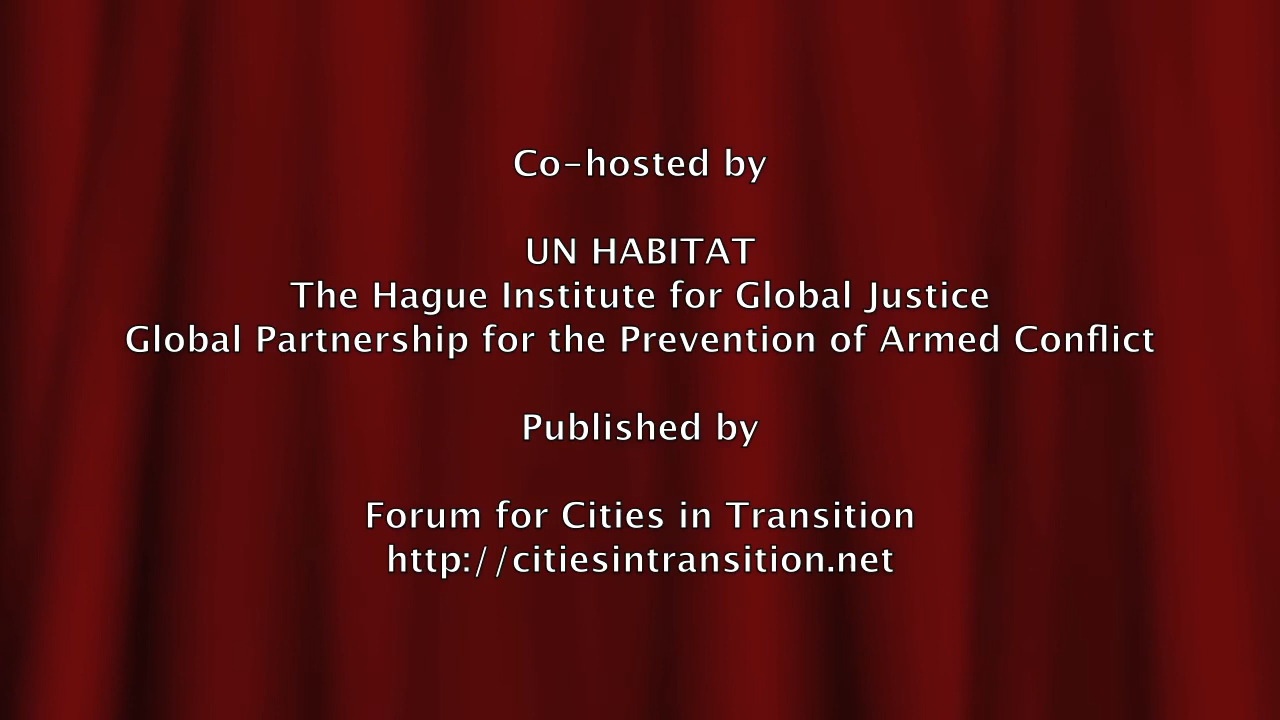 Co-hosted by
UN HABITAT
The Hague Institute for Global Justice
Global Partnership for the Prevention of Armed Conflict
Published by
Forum for Cities in Transition
http://citiesintransition.net